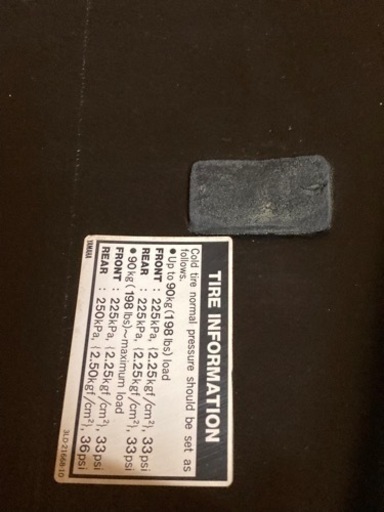 TIRE INFORMATION
Cold tire normal pressure should be set as
follows.
● Up to 90kg (198 lbs) load
FRONT : 225kPa, {2.25kgf/cm²}, 33psi
REAR : 225kPa, {2.25kgf/cm²}, 33psi
● 90kg (198 lbs)~maximum load
FRONT : 225kPa, {2.25kgf/cm²}, 33psi
REAR : 250kPa, {2.50kgf/cm²}, 36psi
YAMAHA 3LD-21668-10